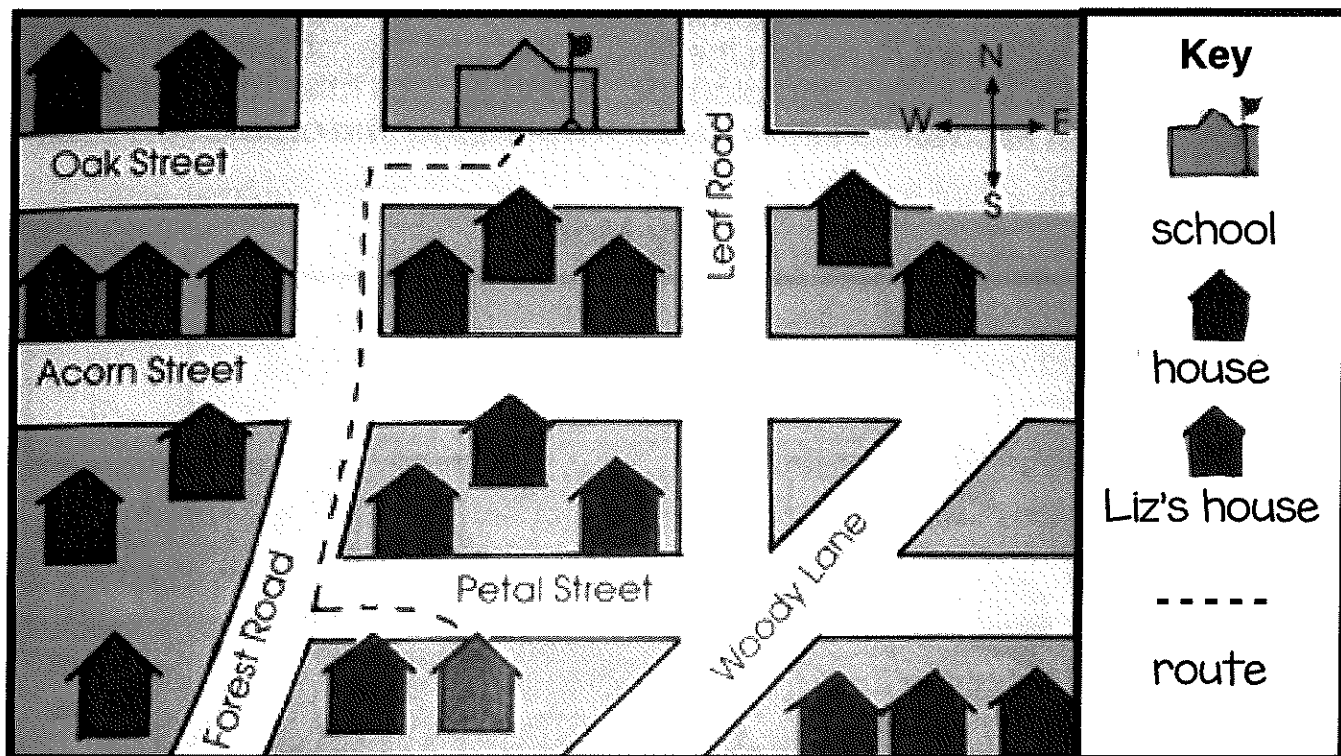 Key
N
W E
S
school
house
Liz's house
route
Oak Street
Leaf Road
Acorn Street
Petal Street
Forest Road
Woody Lane